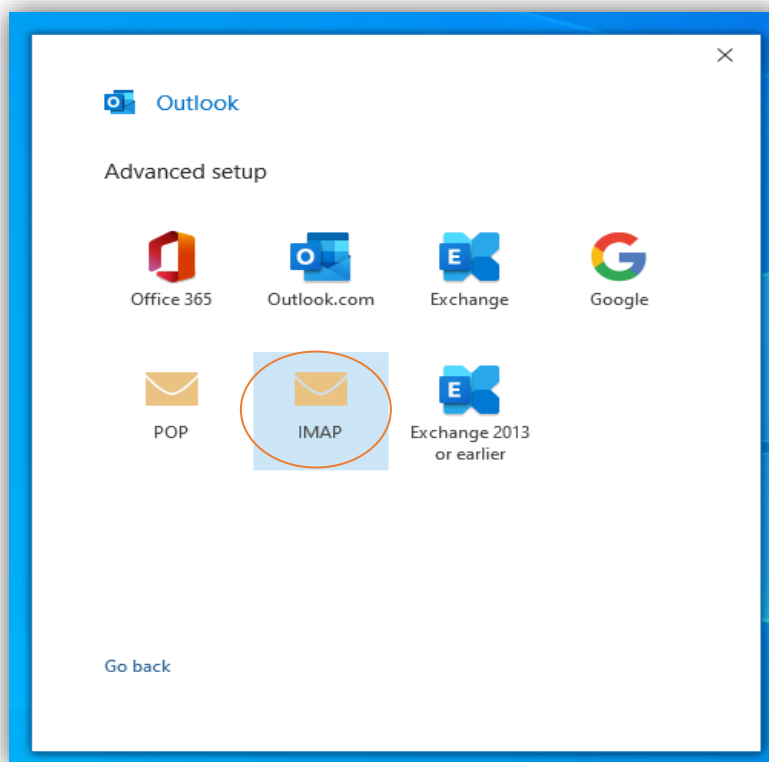 Outlook
Advanced setup
Office 365
Outlook.com
Exchange
Google
POP
IMAP
Exchange 2013
or earlier
Go back